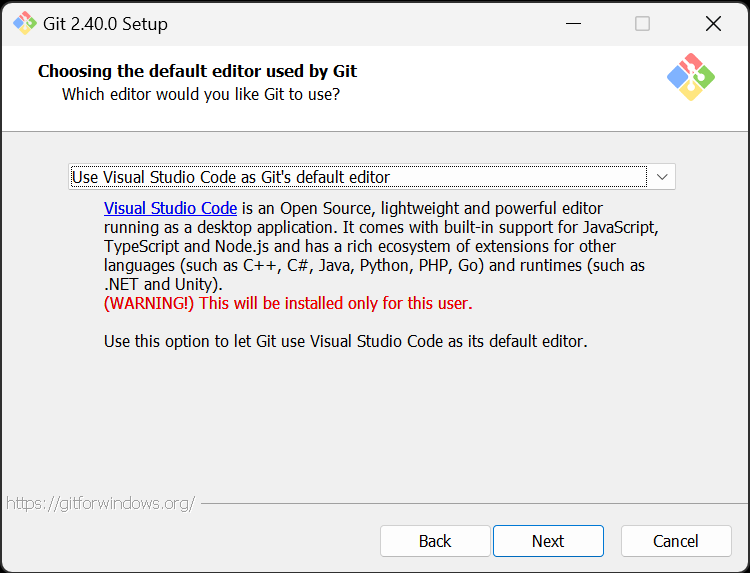 Git 2.40.0 Setup
Choosing the default editor used by Git
Which editor would you like Git to use?
Use Visual Studio Code as Git's default editor
Visual Studio Code is an Open Source, lightweight and powerful editor
running as a desktop application. It comes with built-in support for JavaScript,
TypeScript and Node.js and has a rich ecosystem of extensions for other
languages (such as C++, C#, Java, Python, PHP, Go) and runtimes (such as
.NET and Unity).
(WARNING!) This will be installed only for this user.
Use this option to let Git use Visual Studio Code as its default editor.
https://gitforwindows.org/
Back Next Cancel